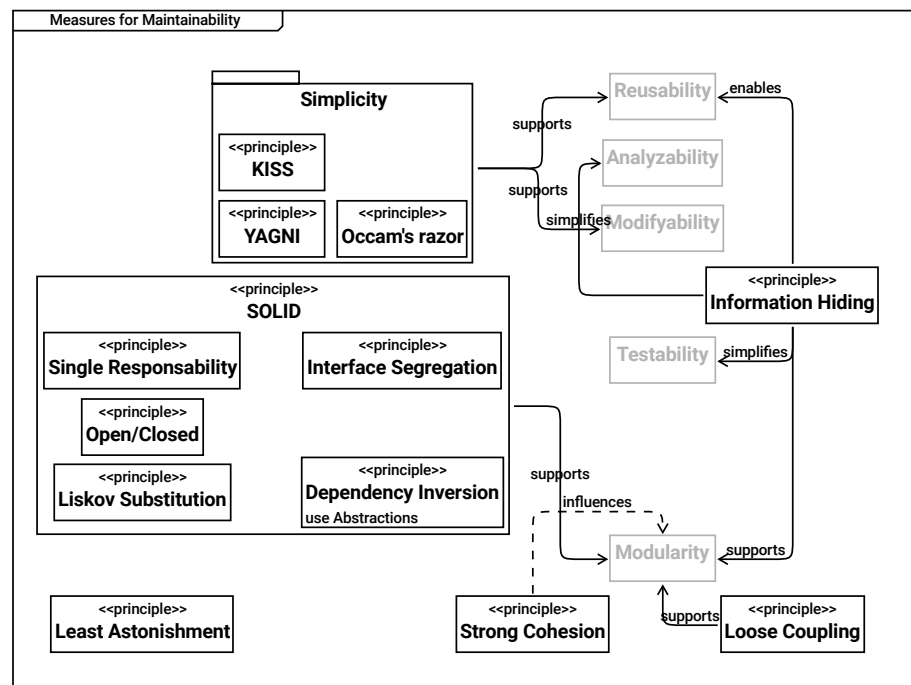 Measures for Maintainability
Simplicity
<<principle>>
KISS
<<principle>>
YAGNI
<<principle>>
Occam's razor
supports
supports
Reusability
enables
Analyzability
simplifies
Modifyability
<<principle>>
Information Hiding
<<principle>>
SOLID
<<principle>>
Single Responsability
<<principle>>
Interface Segregation
<<principle>>
Open/Closed
<<principle>>
Liskov Substitution
<<principle>>
Dependency Inversion
use Abstractions
Testability
simplifies
supports
influences
Modularity
supports
<<principle>>
Least Astonishment
<<principle>>
Strong Cohesion
supports
<<principle>>
Loose Coupling